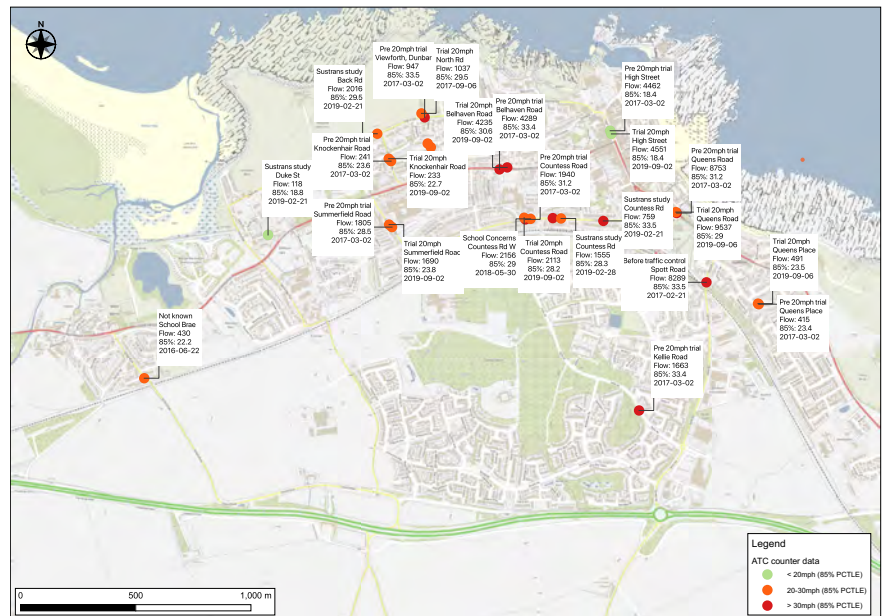 N
Pre 20mph trial
Viewforth, Dunbar
Flow: 947
85%: 33.5
2017-03-02
Trial 20mph
North Rd
Flow: 1037
85%: 29.5
2017-09-06
Sustrans study
Back Rd
Flow: 2016
85%: 29.5
2019-02-21
Trial 20mph
Belhaven Road
Flow: 4235
85%: 30.6
2019-09-02
Pre 20mph trial
Belhaven Road
Flow: 4289
85%: 33.4
2017-03-02
Pre 20mph trial
High Street
Flow: 4462
85%: 18.4
2017-03-02
Trial 20mph
High Street
Flow: 4551
85%: 18.4
2019-09-02
Pre 20mph trial
Knockenhair Road
Flow: 241
85%: 23.6
2017-03-02
Trial 20mph
Knockenhair Road
Flow: 233
85%: 22.7
2019-09-02
Pre 20mph trial
Countess Road
Flow: 1940
85%: 31.2
2017-03-02
Pre 20mph trial
Queens Road
Flow: 8753
85%: 31.2
2017-03-02
Sustrans study
Duke St
Flow: 118
85%: 18.8
2019-02-21
Pre 20mph trial
Summerfield Road
Flow: 1805
85%: 28.5
2017-03-02
Trial 20mph
Summerfield Road
Flow: 1690
85%: 23.8
2019-09-02
School Concerns
Countess Rd W
Flow: 2156
85%: 29
2018-05-30
Trial 20mph
Countess Road
Flow: 2113
85%: 28.2
2019-09-02
Sustrans study
Countess Rd
Flow: 1555
85%: 28.3
2019-02-28
Sustrans study
Countess Rd
Flow: 759
85%: 33.5
2019-02-21
Trial 20mph
Queens Road
Flow: 9537
85%: 29
2019-09-06
Before traffic control
Spott Road
Flow: 8289
85%: 33.5
2017-02-21
Trial 20mph
Queens Place
Flow: 491
85%: 23.5
2019-09-06
Pre 20mph trial
Queens Place
Flow: 415
85%: 23.4
2017-03-02
Not known
School Brae
Flow: 430
85%: 22.2
2016-06-22
Pre 20mph trial
Kellie Road
Flow: 1663
85%: 33.4
2017-03-02
Legend
ATC counter data
< 20mph (85% PCTLE)
20-30mph (85% PCTLE)
> 30mph (85% PCTLE)
0 500 1,000 m